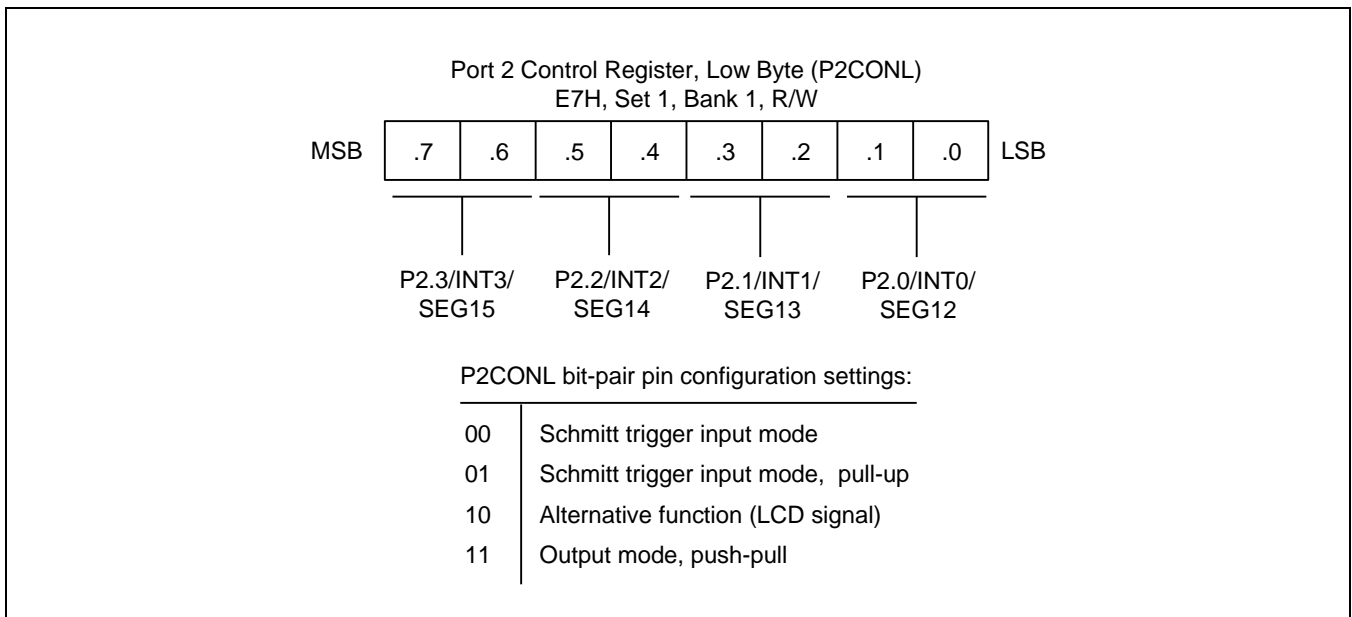 Port 2 Control Register, Low Byte (P2CONL)
E7H, Set 1, Bank 1, R/W
MSB .7 .6 .5 .4 .3 .2 .1 .0 LSB
P2.3/INT3/ P2.2/INT2/ P2.1/INT1/ P2.0/INT0/
SEG15 SEG14 SEG13 SEG12
P2CONL bit-pair pin configuration settings:
00 Schmitt trigger input mode
01 Schmitt trigger input mode, pull-up
10 Alternative function (LCD signal)
11 Output mode, push-pull